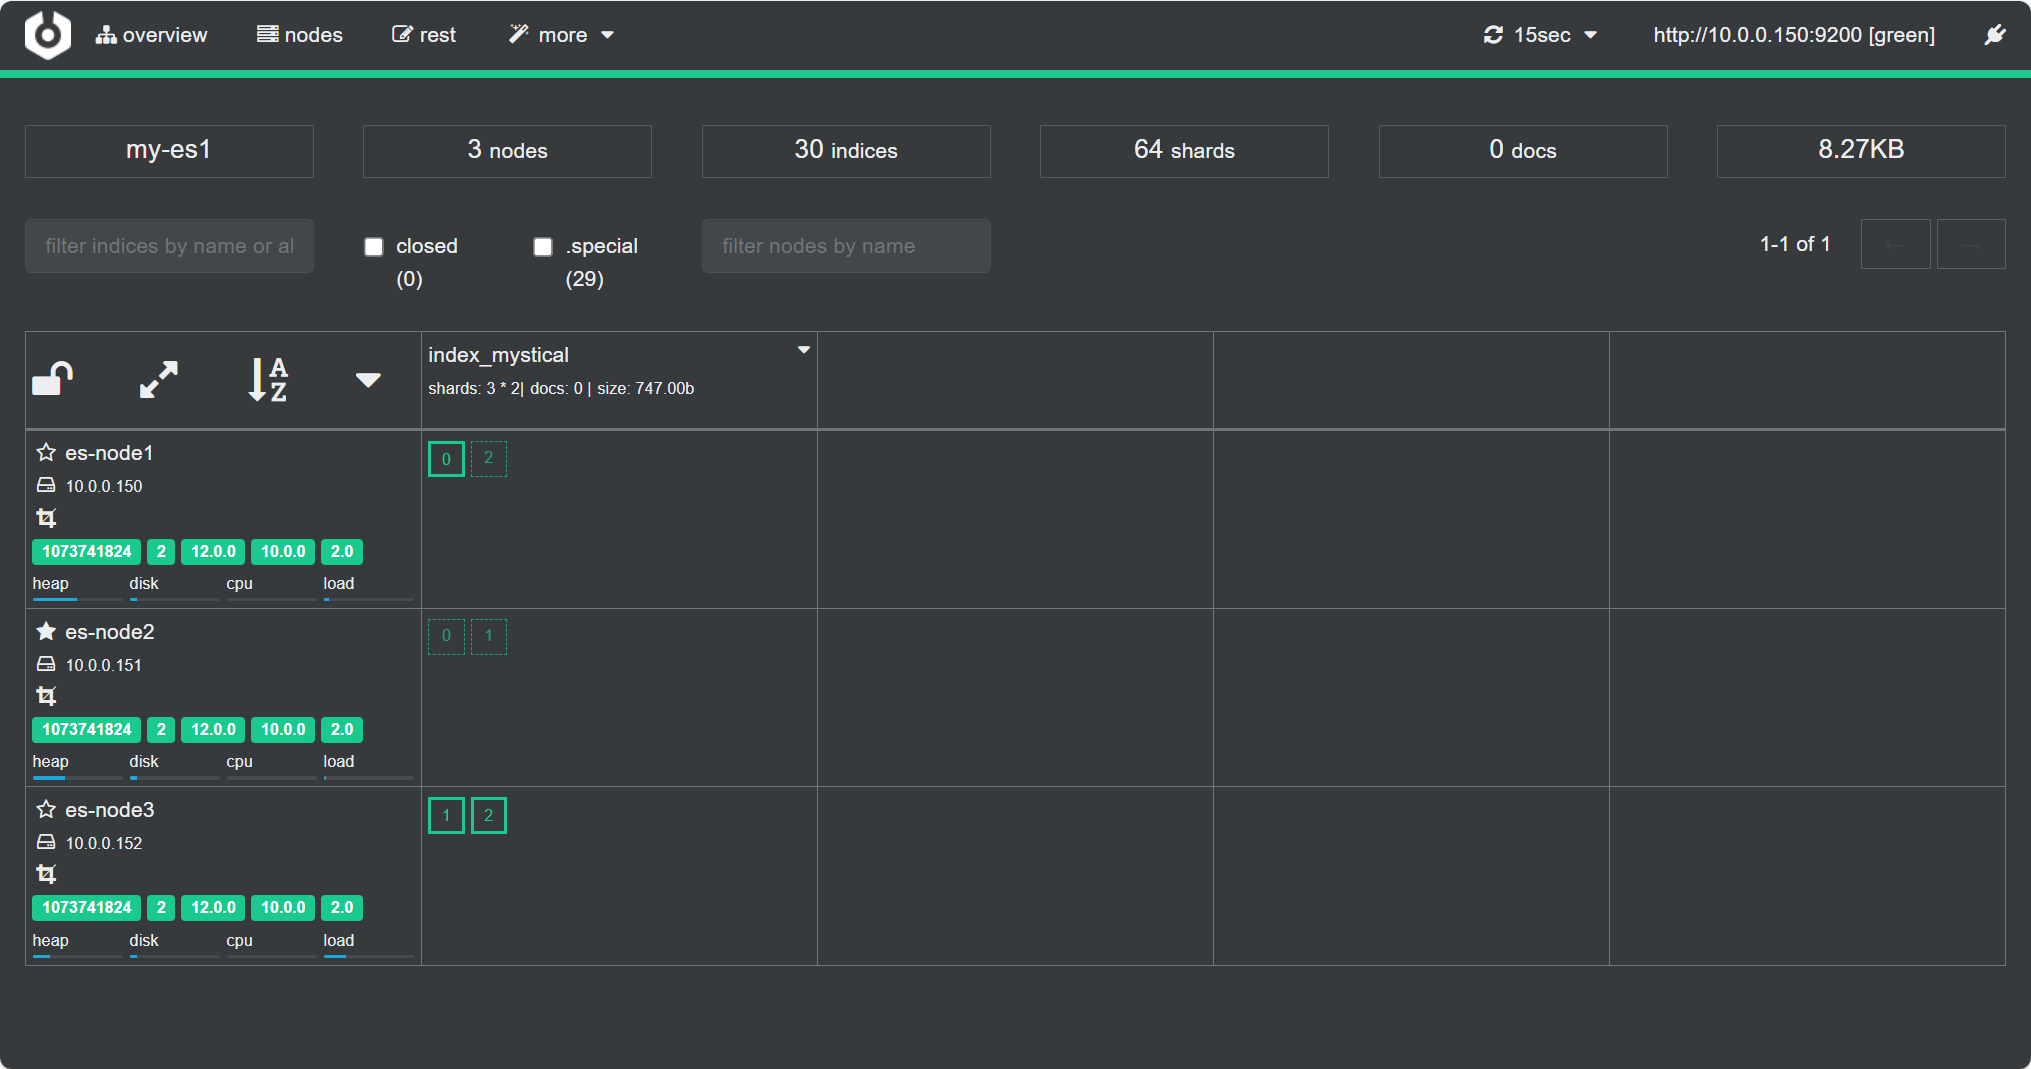 overview nodes rest more 15sec http://10.0.0.150:9200 [green]
my-es1 3 nodes 30 indices 64 shards 0 docs 8.27KB
filter indices by name or al closed (0) .special (29) filter nodes by name 1-1 of 1 ← →
A
Z
index_mystical
shards: 3 * 2| docs: 0 | size: 747.00b
es-node1
10.0.0.150
1073741824 2 12.0.0 10.0.0 2.0
heap disk cpu load
0 2
es-node2
10.0.0.151
1073741824 2 12.0.0 10.0.0 2.0
heap disk cpu load
0 1
es-node3
10.0.0.152
1073741824 2 12.0.0 10.0.0 2.0
heap disk cpu load
1 2